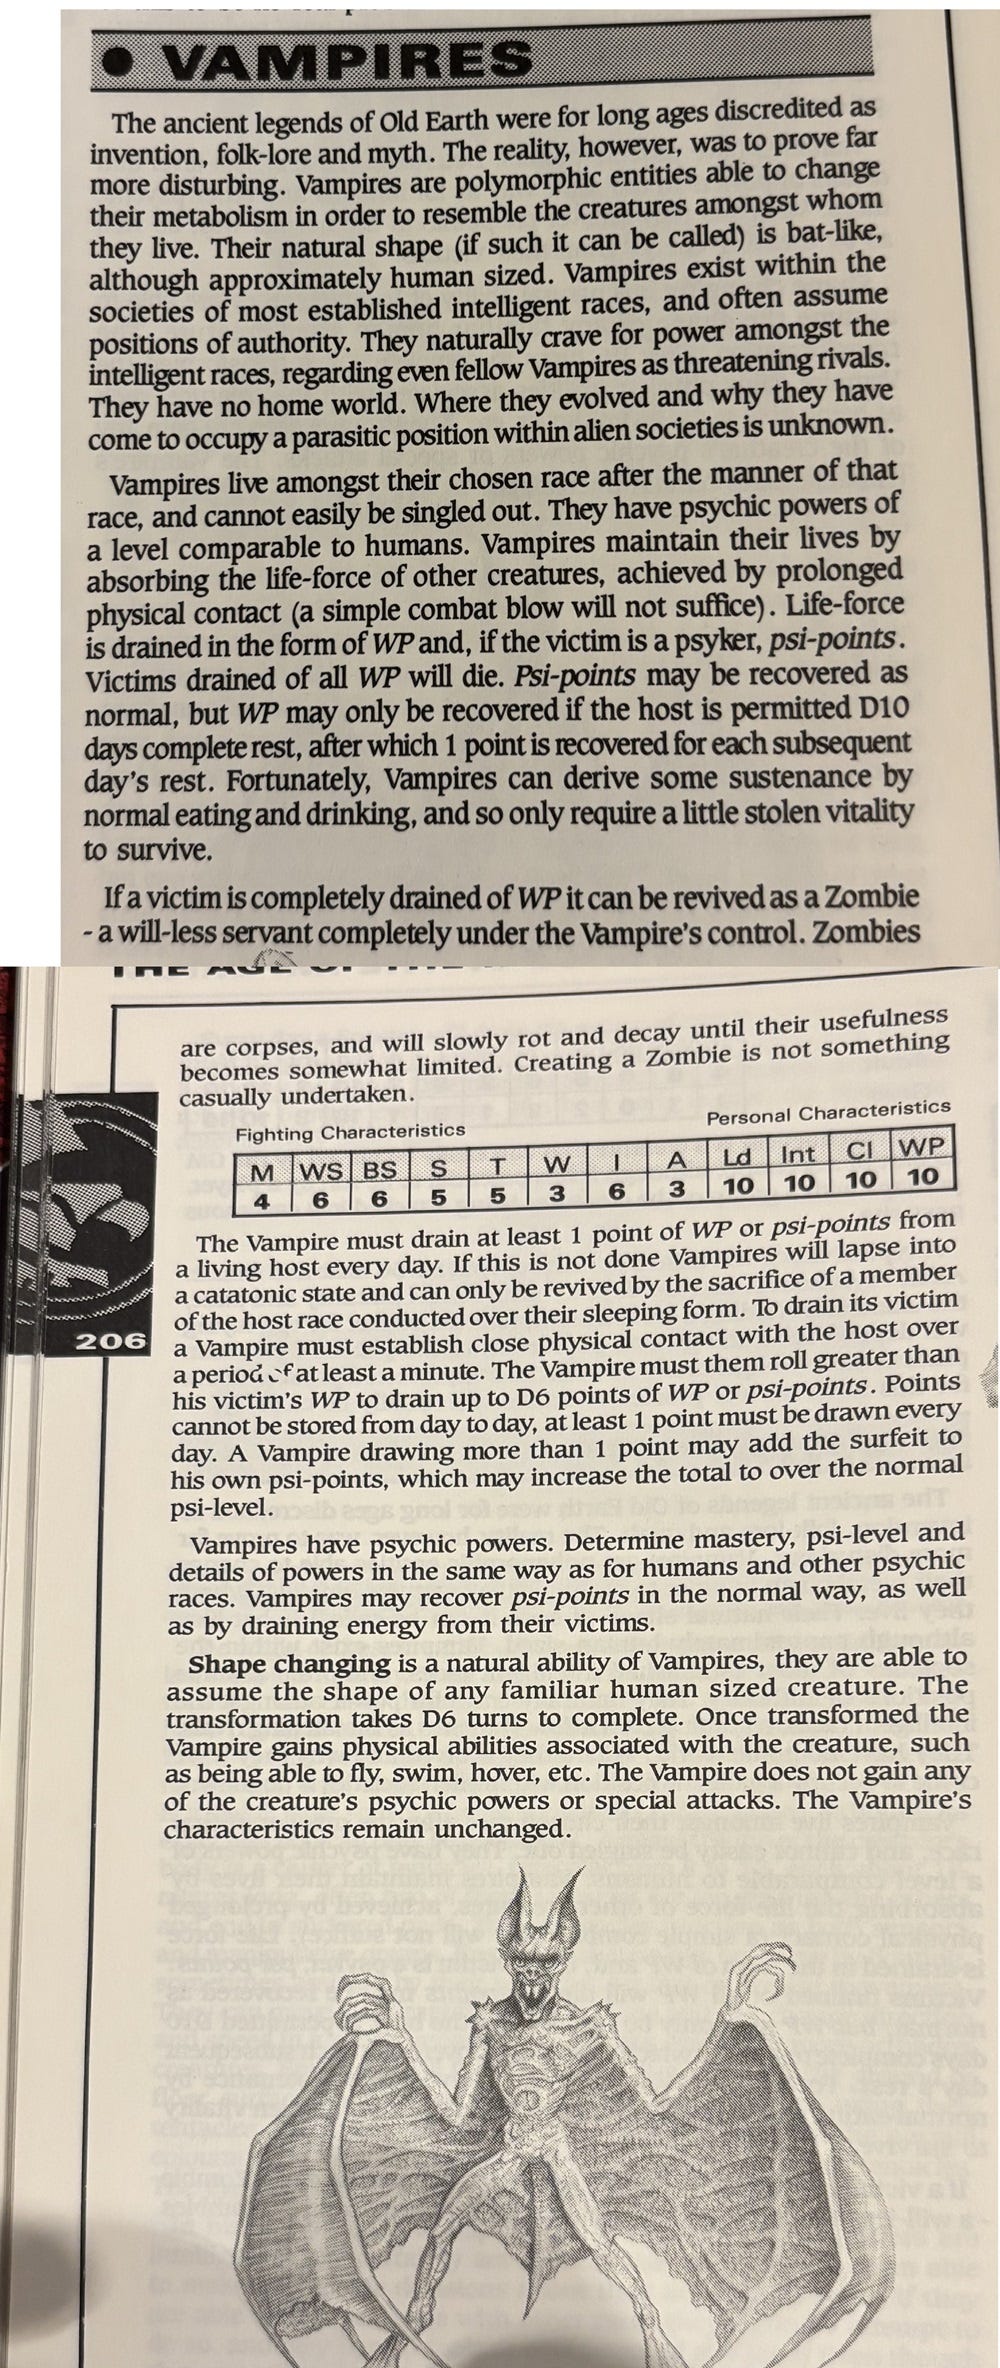 • VAMPIRES
The ancient legends of Old Earth were for long ages discredited as
invention, folk-lore and myth. The reality, however, was to prove far
more disturbing. Vampires are polymorphic entities able to change
their metabolism in order to resemble the creatures amongst whom
they live. Their natural shape (if such it can be called) is bat-like,
although approximately human sized. Vampires exist within the
societies of most established intelligent races, and often assume
positions of authority. They naturally crave for power amongst the
intelligent races, regarding even fellow Vampires as threatening rivals.
They have no home world. Where they evolved and why they have
come to occupy a parasitic position within alien societies is unknown.
Vampires live amongst their chosen race after the manner of that
race, and cannot easily be singled out. They have psychic powers of
a level comparable to humans. Vampires maintain their lives by
absorbing the life-force of other creatures, achieved by prolonged
physical contact (a simple combat blow will not suffice). Life-force
is drained in the form of WP and, if the victim is a psyker, psi-points.
Victims drained of all WP will die. Psi-points may be recovered as
normal, but WP may only be recovered if the host is permitted D10
days complete rest, after which 1 point is recovered for each subsequent
day's rest. Fortunately, Vampires can derive some sustenance by
normal eating and drinking, and so only require a little stolen vitality
to survive.
If a victim is completely drained of WP it can be revived as a Zombie
- a will-less servant completely under the Vampire's control. Zombies
THE AGE OF THE
are corpses, and will slowly rot and decay until their usefulness
becomes somewhat limited. Creating a Zombie is not something
casually undertaken.
Fighting Characteristics Personal Characteristics
M WS BS S T W I A Ld Int Cl WP
4 6 6 5 5 3 6 3 10 10 10 10
The Vampire must drain at least 1 point of WP or psi-points from
a living host every day. If this is not done Vampires will lapse into
a catatonic state and can only be revived by the sacrifice of a member
of the host race conducted over their sleeping form. To drain its victim
206
a Vampire must establish close physical contact with the host over
a period of at least a minute. The Vampire must them roll greater than
his victim's WP to drain up to D6 points of WP or psi-points. Points
cannot be stored from day to day, at least 1 point must be drawn every
day. A Vampire drawing more than 1 point may add the surfeit to
his own psi-points, which may increase the total to over the normal
psi-level.
Vampires have psychic powers. Determine mastery, psi-level and
details of powers in the same way as for humans and other psychic
races. Vampires may recover psi-points in the normal way, as well
as by draining energy from their victims.
Shape changing is a natural ability of Vampires, they are able to
assume the shape of any familiar human sized creature. The
transformation takes D6 turns to complete. Once transformed the
Vampire gains physical abilities associated with the creature, such
as being able to fly, swim, hover, etc. The Vampire does not gain any
of the creature's psychic powers or special attacks. The Vampire's
characteristics remain unchanged.